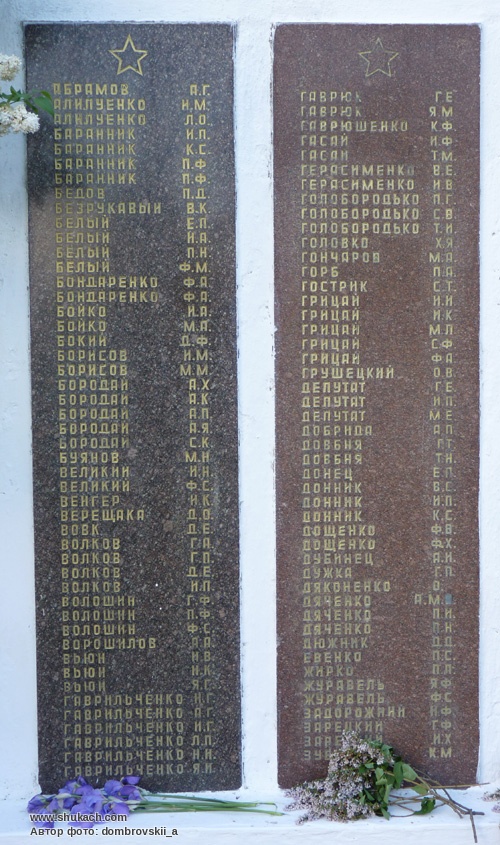 АБРАМОВ А.Г.
АЛИЛУЕНКО И.М.
АЛИЛУЕНКО Л.О.
БАРАННИК И.П.
БАРАННИК К.С.
БАРАННИК П.Ф.
БАРАННИК П.Ф.
БЕДОВ П.Д.
БЕЗРУКАВЫЙ В.К.
БЕЛЫЙ Е.П.
БЕЛЫЙ И.А.
БЕЛЫЙ П.Н.
БЕЛЫЙ Ф.М.
БОНДАРЕНКО Ф.А.
БОНДАРЕНКО Ф.А.
БОЙКО И.А.
БОЙКО М.А.
БОКИЙ Д.Ф.
БОРИСОВ И.М.
БОРИСОВ М.М.
БОРОДАЙ А.Х.
БОРОДАЙ А.К.
БОРОДАЙ А.П.
БОРОДАЙ А.Я.
БОРОДАЙ С.К.
БУЯНОВ М.Н.
ВЕЛИКИЙ И.Н.
ВЕЛИКИЙ Ф.С.
ВЕНГЕР И.К.
ВЕРЕЩАКА Д.О.
ВОВК Д.Е.
ВОЛКОВ Г.А.
ВОЛКОВ Г.П.
ВОЛКОВ Д.Е.
ВОЛКОВ И.П.
ВОЛОШИН Г.Ф.
ВОЛОШИН П.Ф.
ВОЛОШИН Ф.С.
ВОРОШИЛОВ
ВЬЮН И.В.
ВЬЮН Н.К.
ВЬЮН Я.С.
ГАВРИЛЬЧЕНКО
ГАВРИЛЬЧЕНКО
ГАВРИЛЬЧЕНКО И.Г.
ГАВРИЛЬЧЕНКО Л.П.
ГАВРИЛЬЧЕНКО
ГАВРИЛЬЧЕНКО Я.И.
ГАВРЮК Г.Е
ГАВРЮК Я.М
ГАВРЮШЕНКО К.Ф
ГАСАЙ И.Ф
ГАСАЙ Т.М.
ГЕРАСИМЕНКО В.Е.
ГЕРАСИМЕНКО И.В
ГОЛОБОРОДЬКО П.Г.
ГОЛОБОРОДЬКО С.В
ГОЛОБОРОДЬКО Т.И
ГОЛОВКО Х.Я
ГОНЧАРОВ М.А
ГОРБ П.А.
ГОСТРИК С.Т.
ГРИЦАЙ И.И.
ГРИЦАЙ И.К.
ГРИЦАЙ М.Л
ГРИЦАЙ С.Ф
ГРИЦАЙ Ф.А
ГРУШЕЦКИЙ О.В.
ДЕПУТАТ Г.Е.
ДЕПУТАТ И.П.
ДЕПУТАТ М.Е
ДОБРИДА А.П
ДОВБНЯ
ДОВБНЯ Т.Н.
ДОНЕЦ Е.П.
ДОННИК В.С.
ДОННИК И.П.
ДОННИК К.С
ДОЩЕНКО Ф.В.
ДОЩЕНКО Ф.Х
ДУБИНЕЦ А.Н.
ДУЖКА Г.П.
ДЯКОНЕНКО
ДЯЧЕНКО А.М.
ДЯЧЕНКО П.И.
ДЯЧЕНКО П.Н
ДЮЖНИК Д.Д.
ЕВЕНКО П.С.
ЖИРКО П.П
ЖУРАВЕЛЬ Я.Ф
ЖУРАВЕЛЬ Ф.С
ЗАДОРОЖНИЙ И.Ф
ЗАРЕЦКИЙ Г.Ф
И.Х
К.М
www.shukach.com
Автор фото: dombrovskii_a